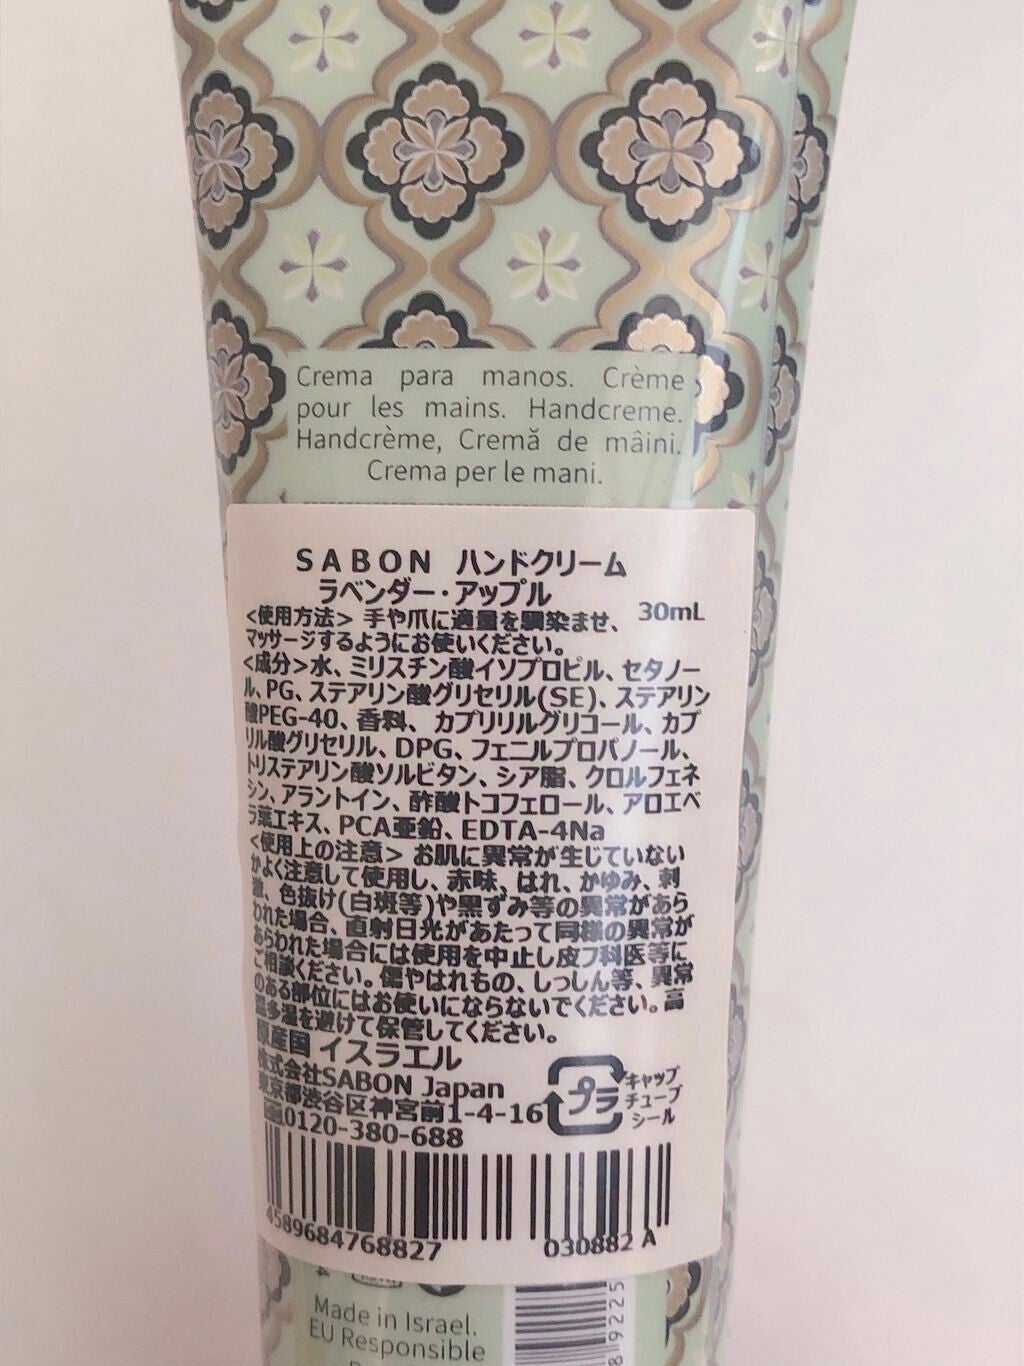 Crema para manos. Crème
pour les mains. Handcreme.
Handcrème, Cremă de mâini.
Crema per le mani.
SABON ハンドクリーム
ラベンダー・アップル
30mL
<使用方法> 手や爪に適量を馴染ませ、
マッサージするようにお使いください。
<成分>水、ミリスチン酸イソプロピル、セタノー
ル、PG、ステアリン酸グリセリル(SE)、ステアリン
酸PEG-40、香料、カプリリルグリコール、カプ
リル酸グリセリル、DPG、フェニルプロパノール、
トリステアリン酸ソルビタン、シア脂、クロルフェネ
シン、アラントイン、酢酸トコフェロール、アロエベ
ラ葉エキス、PCA亜鉛、EDTA-4Na
<使用上の注意> お肌に異常が生じていない
かよく注意して使用し、赤味、はれ、かゆみ、刺
激、色抜け(白斑等)や黒ずみ等の異常があら
われた場合、直射日光があたって同様の異常が
あらわれた場合には使用を中止し皮フ科医等に
ご相談ください。傷やはれもの、しっしん等、異常
のある部位にはお使いにならないでください。高
温多湿を避けて保管してください。
原産国 イスラエル
株式会社SABON Japan
東京都渋谷区神宮前1-4-16
0120-380-688
プラ
キャップ
チューブ
シール
4589684768827
030882 A
Made in Israel.
EU Responsible
89225